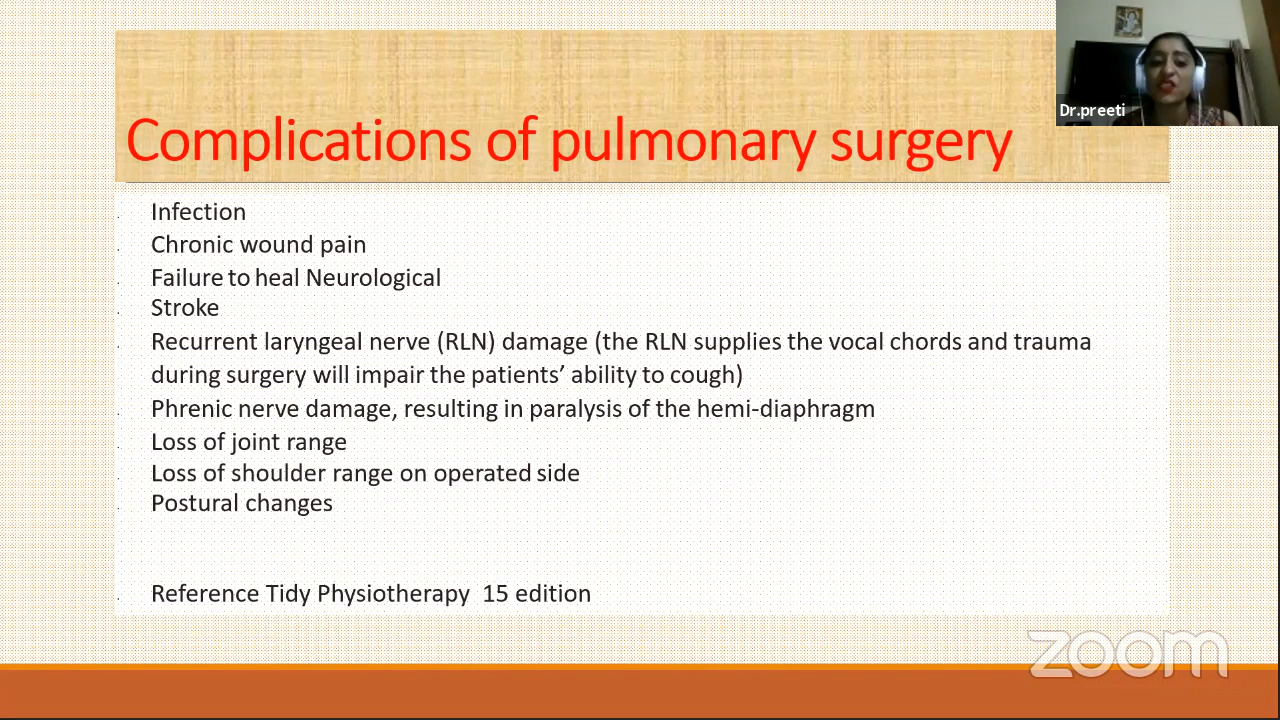 Dr.preeti
Complications of pulmonary surgery
Infection
Chronic wound pain
Failure to heal Neurological
Stroke
Recurrent laryngeal nerve (RLN) damage (the RLN supplies the vocal chords and trauma
during surgery will impair the patients’ ability to cough)
Phrenic nerve damage, resulting in paralysis of the hemi-diaphragm
Loss of joint range
Loss of shoulder range on operated side
Postural changes
Reference Tidy Physiotherapy  15 edition
zoom